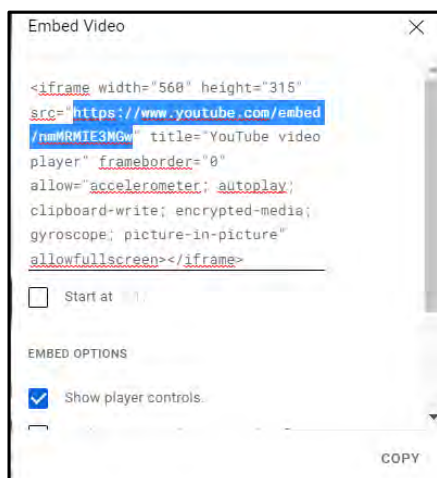 Embed Video
<iframe width="560" height="315"
src="https://www.youtube.com/embed
/nmMRMIE3MGw" title="YouTube video
player" frameborder="0"
allow="accelerometer; autoplay;
clipboard-write; encrypted-media;
gyroscope; picture-in-picture"
allowfullscreen></iframe>
Start at
EMBED OPTIONS
Show player controls.
COPY